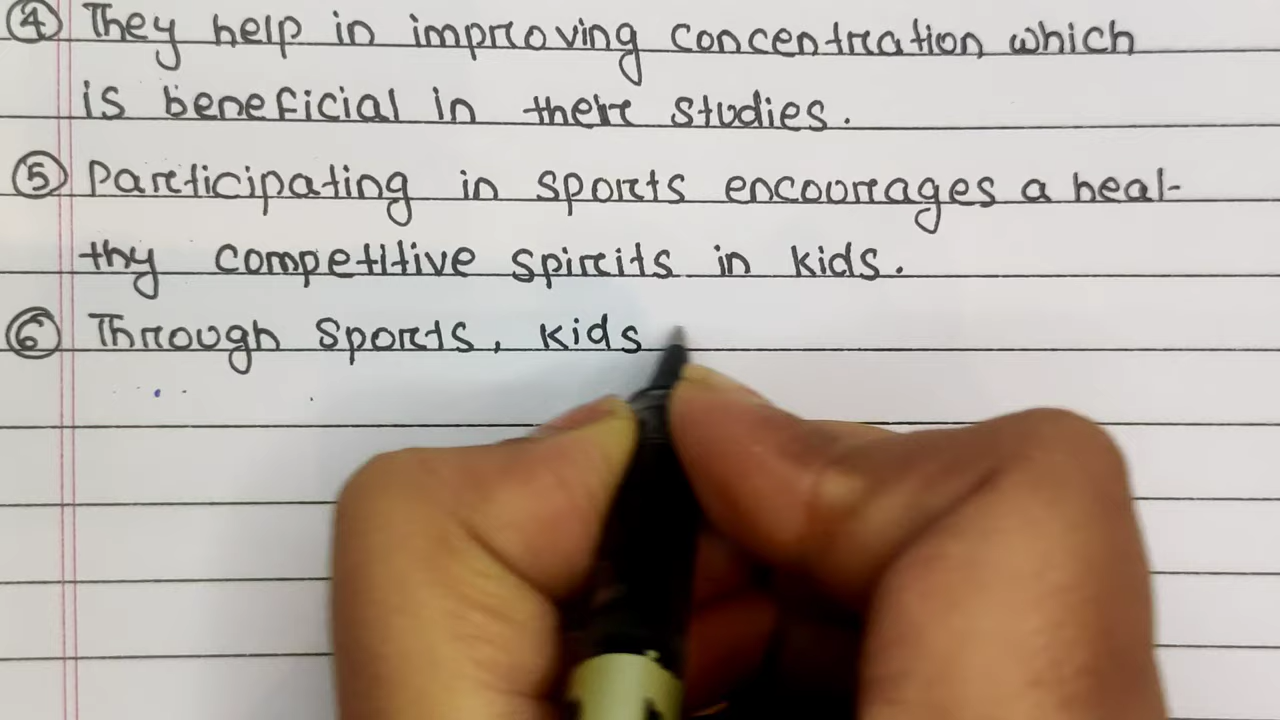 ④ They help in improving concentration which
is beneficial in their studies.
⑤ Participating in sports encourages a heal-
thy competitive spirits in kids.
⑥ Through sports, kids